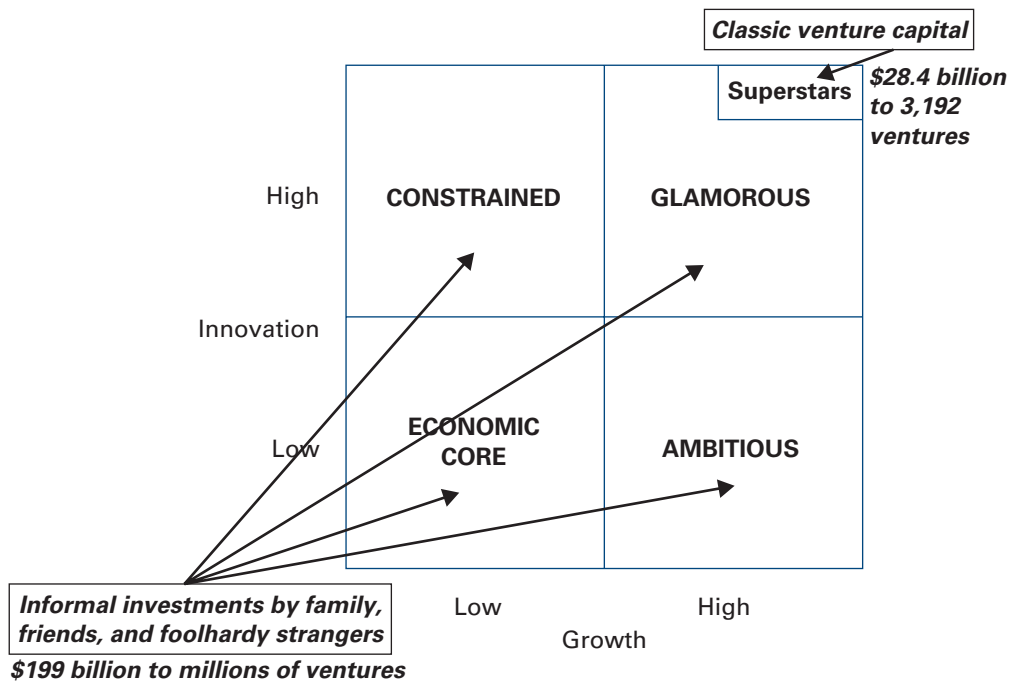 Classic venture capital
Superstars
$28.4 billion
to 3,192
ventures
High
CONSTRAINED
GLAMOROUS
Innovation
Low
ECONOMIC
CORE
AMBITIOUS
Informal investments by family,
friends, and foolhardy strangers
$199 billion to millions of ventures
Low
High
Growth